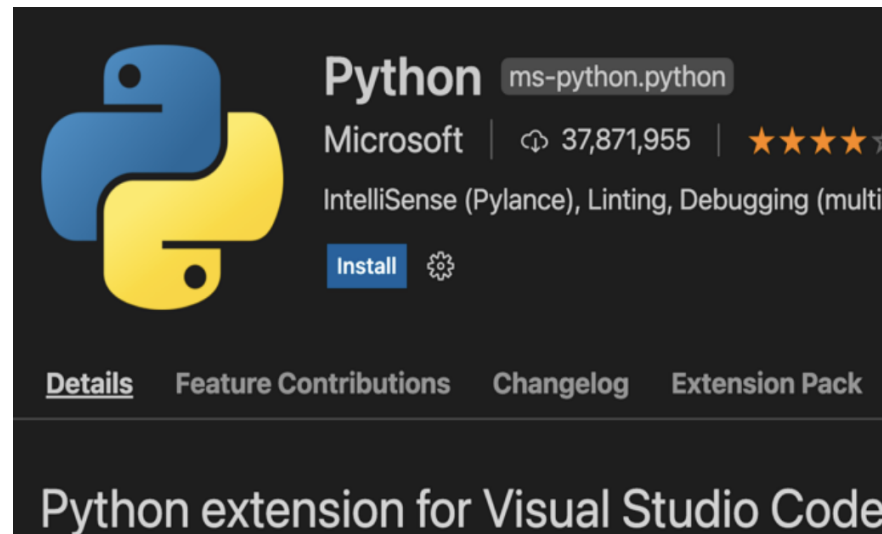 Python ms-python.python
Microsoft 37,871,955
IntelliSense (Pylance), Linting, Debugging (multi
Install
Details Feature Contributions Changelog Extension Pack
Python extension for Visual Studio Code